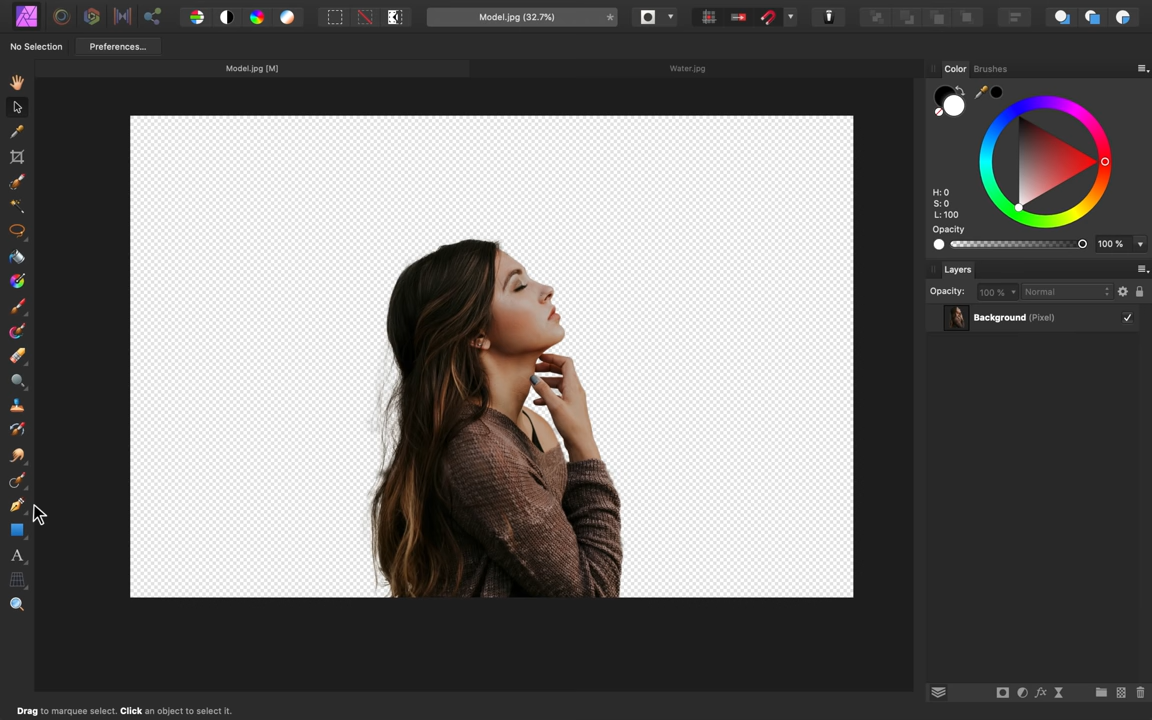 Model.jpg (32.7%)
No Selection
Preferences...
Model.jpg [M]
Water.jpg
Color
Brushes
H: 0
S: 0
L: 100
Opacity
100 %
Layers
Opacity:
100 %
Normal
Background (Pixel)
A
Drag to marquee select. Click an object to select it.